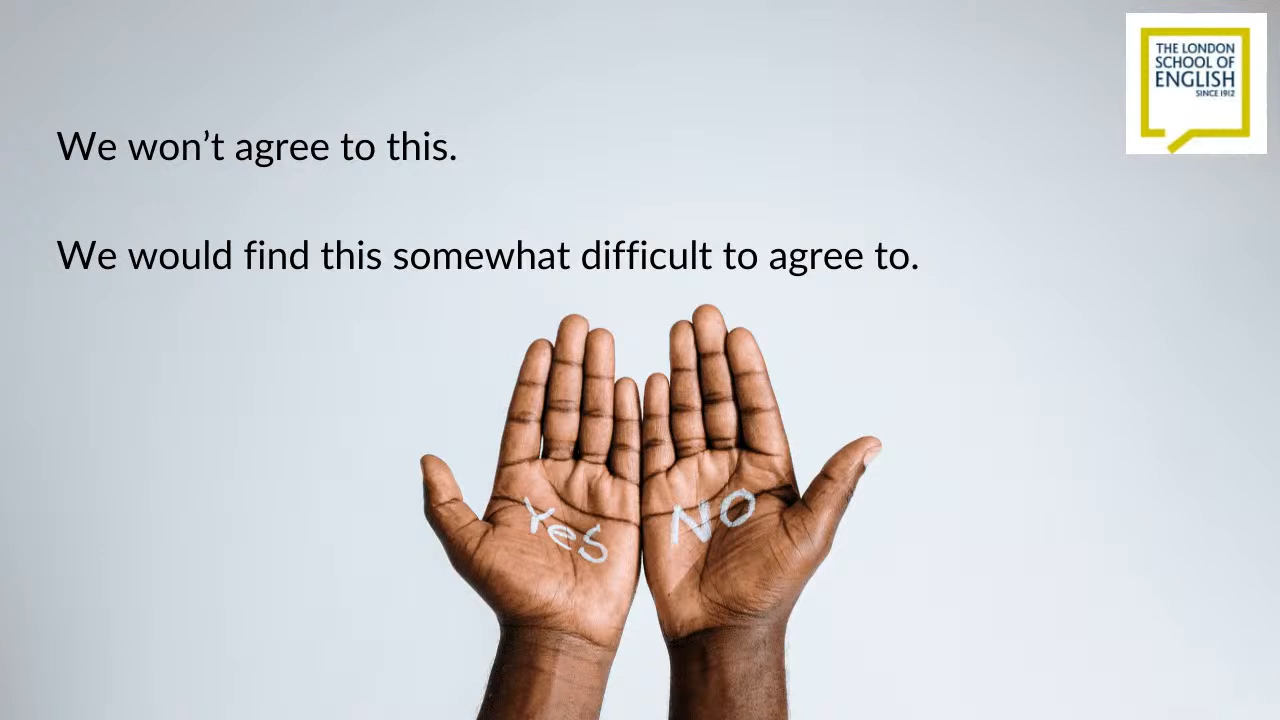 THE LONDON
SCHOOL OF
ENGLISH
SINCE 1912
We won’t agree to this.
We would find this somewhat difficult to agree to.
Yes NO